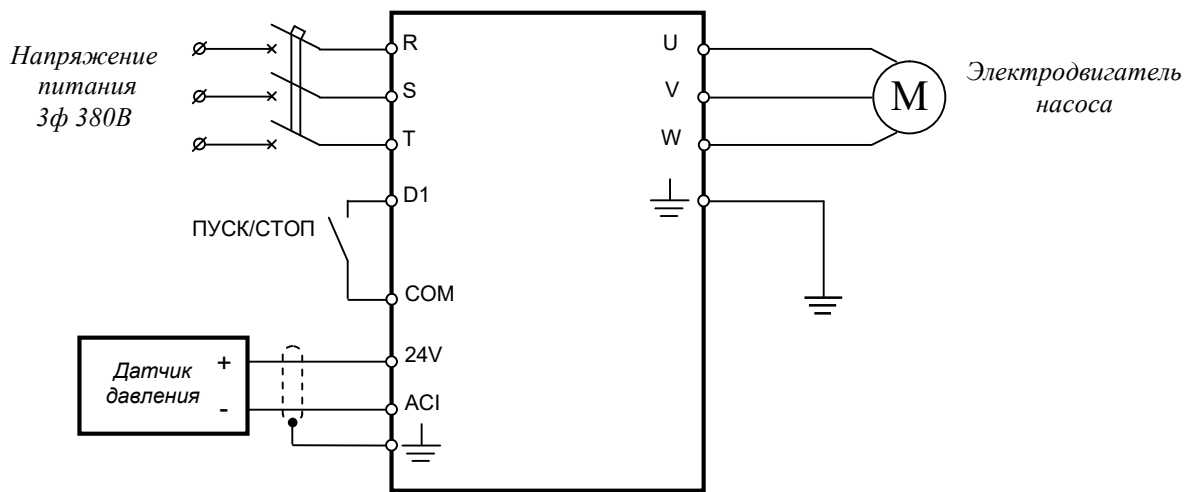 Напряжение
питания
3ф 380В
R
S
T
D1
ПУСК/СТОП
COM
24V
ACI
Датчик
давления
+
-
U
V
W
M
Электродвигатель
насоса